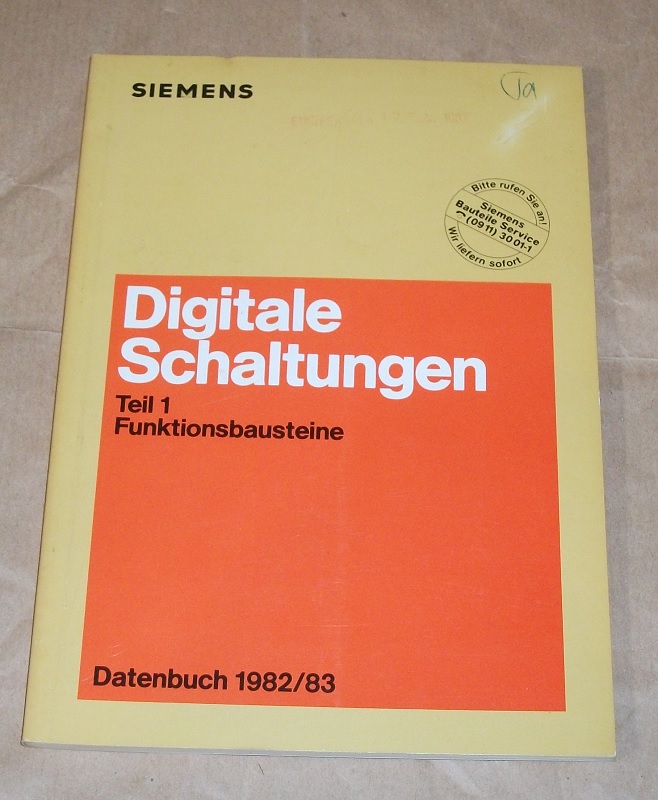 SIEMENS
Bitte rufen Sie an!
Siemens
Bauteile Service
(0911) 3001-1
Wir liefern sofort
Digitale
Schaltungen
Teil 1
Funktionsbausteine
Datenbuch 1982/83